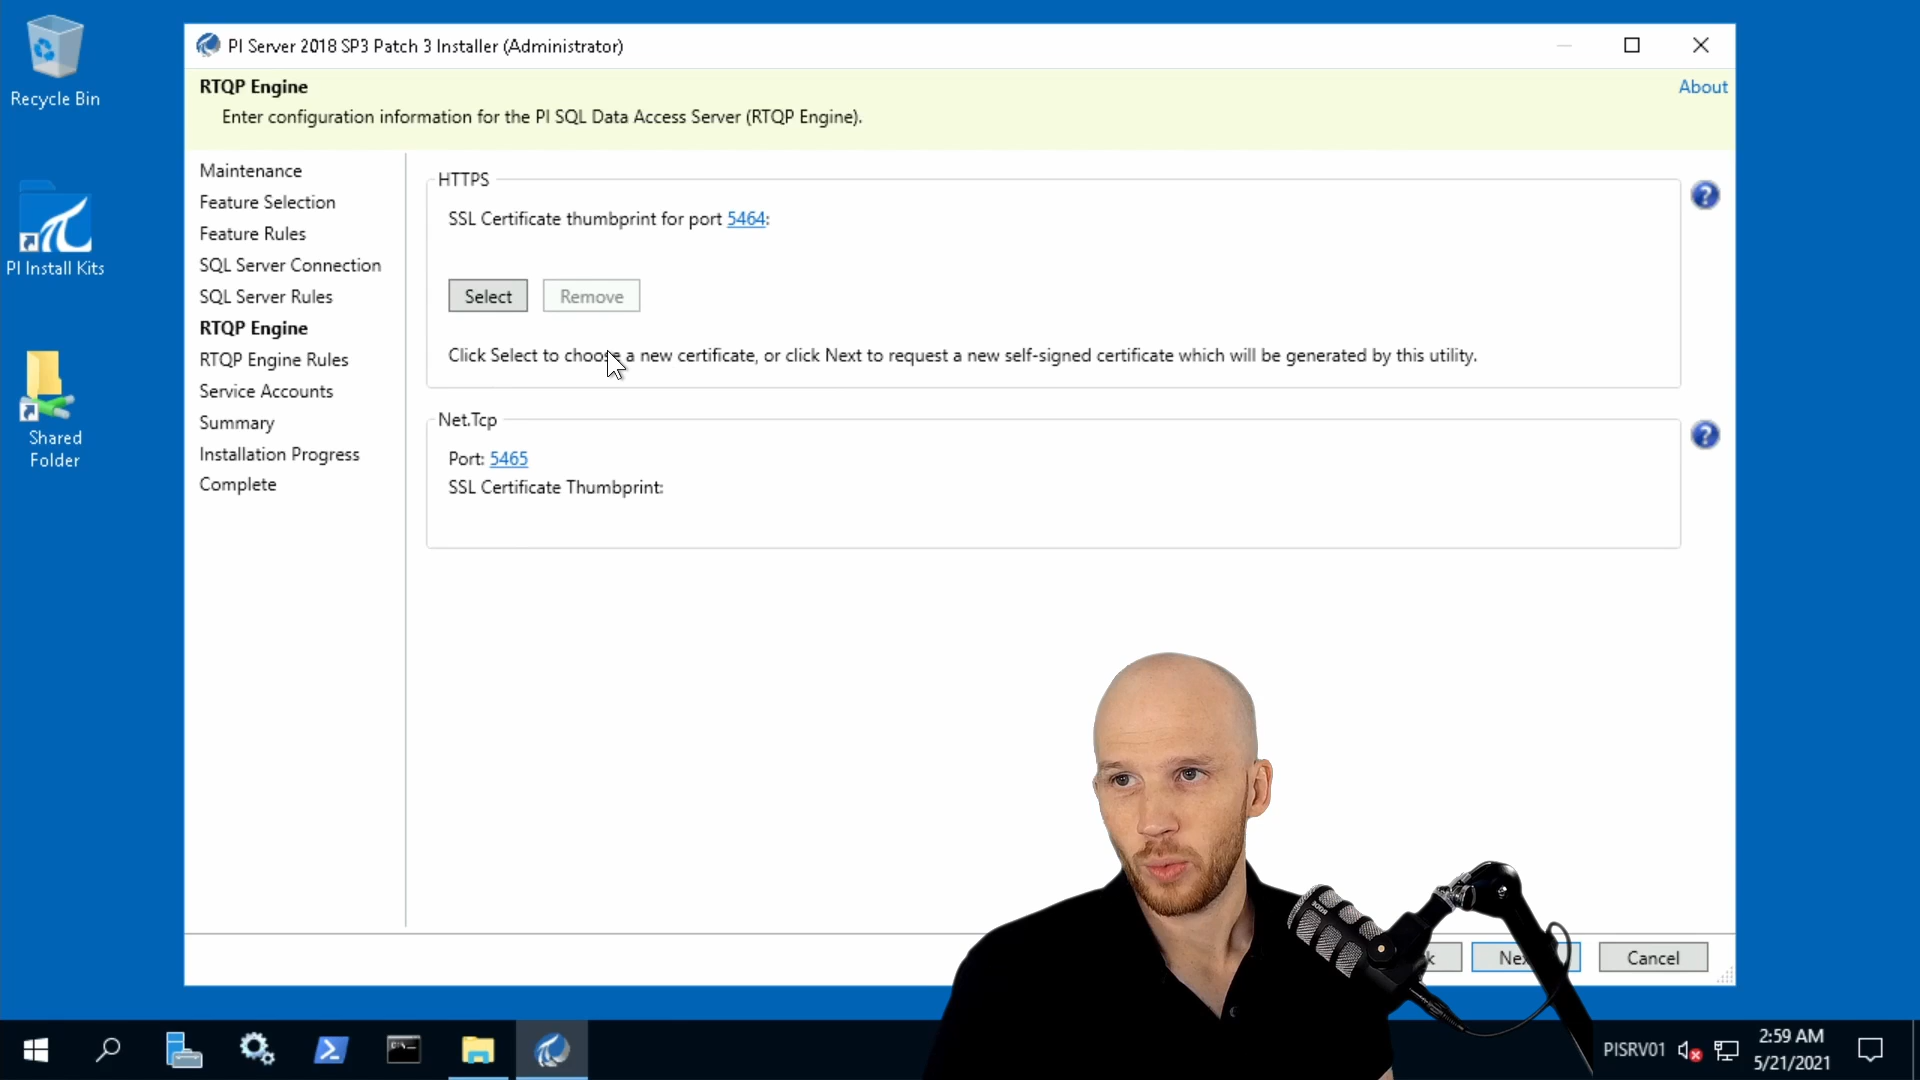 Recycle Bin
PI Install Kits
Shared
Folder
PI Server 2018 SP3 Patch 3 Installer (Administrator)
RTQP Engine
About
Enter configuration information for the PI SQL Data Access Server (RTQP Engine).
Maintenance
Feature Selection
Feature Rules
SQL Server Connection
SQL Server Rules
RTQP Engine
RTQP Engine Rules
Service Accounts
Summary
Installation Progress
Complete
HTTPS
SSL Certificate thumbprint for port 5464:
Select
Remove
Click Select to choose a new certificate, or click Next to request a new self-signed certificate which will be generated by this utility.
Net.Tcp
Port: 5465
SSL Certificate Thumbprint:
Cancel
PISRV01
2:59 AM
5/21/2021